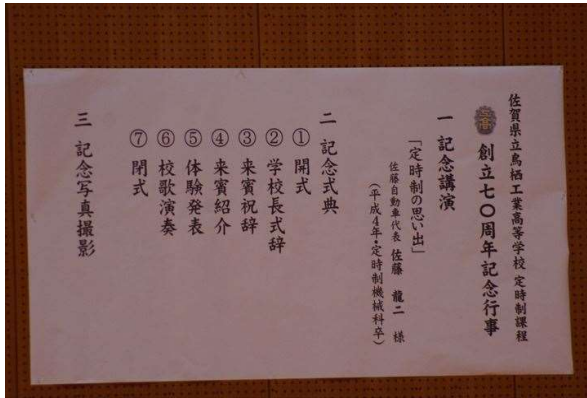 佐賀県立鳥栖工業高等学校 定時制課程
創立七〇周年記念行事
一 記念講演
「定時制の思い出」
佐藤自動車代表 佐藤 龍二 様
(平成4年・定時制機械科卒)
二 記念式典
①開式
②学校長式辞
③来賓祝辞
④来賓紹介
⑤体験発表
⑥校歌演奏
⑦閉式
三 記念写真撮影